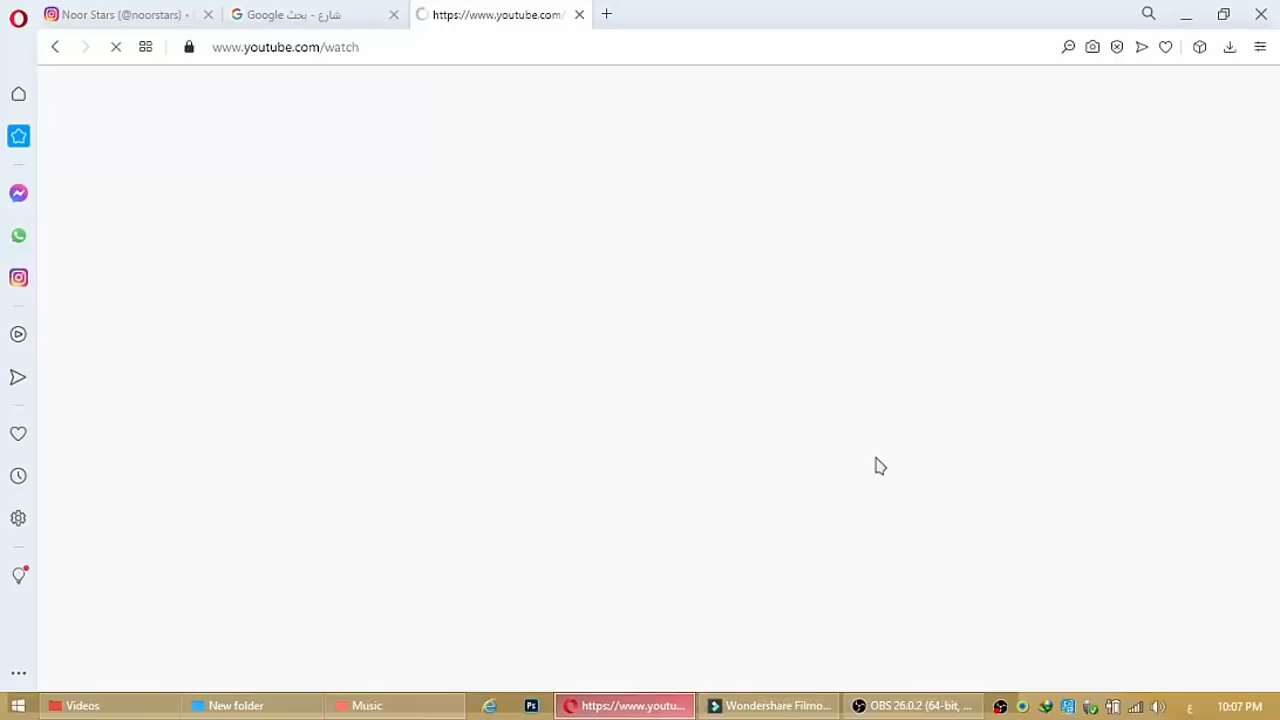 Noor Stars (@noorstars) •
شارع - بحث Google
https://www.youtube.com/
www.youtube.com/watch
Videos
New folder
Music
https://www.youtu...
Wondershare Filmo...
OBS 26.0.2 (64-bit, ...
ع
10:07 PM